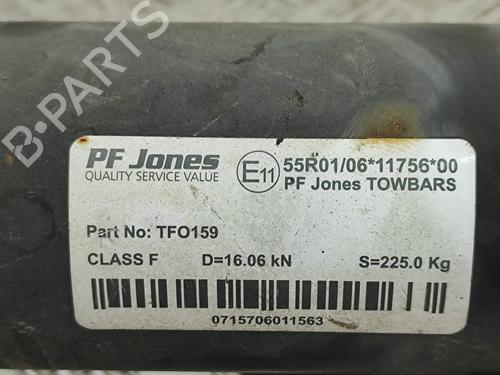 B-PARTS
PF Jones
QUALITY SERVICE VALUE
E11
55R01/06*11756*00
PF Jones TOWBARS
Part No: TFO159
CLASS F D=16.06 kN S=225.0 Kg
0715706011563